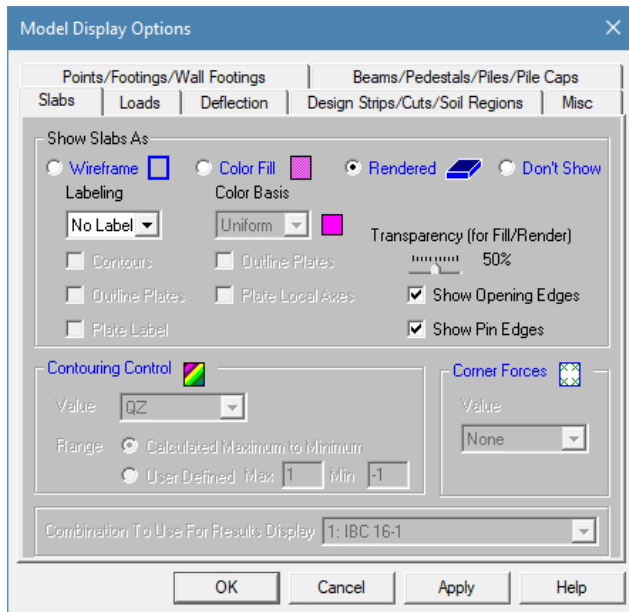 Model Display Options
Points/Footings/Wall Footings
Beams/Pedestals/Piles/Pile Caps
Slabs
Loads
Deflection
Design Strips/Cuts/Soil Regions
Misc
Show Slabs As
Wireframe
Color Fill
Rendered
Don't Show
Labeling
Color Basis
No Label
Uniform
Transparency (for Fill/Render)
50%
Contours
Outline Plates
Outline Plates
Plate Local Axes
Show Opening Edges
Plate Label
Show Pin Edges
Contouring Control
Value QZ
Range Calculated Maximum to Minimum
User Defined Max 1 Min -1
Corner Forces
Value
None
Combination To Use For Results Display 1: IBC 16-1
OK
Cancel
Apply
Help